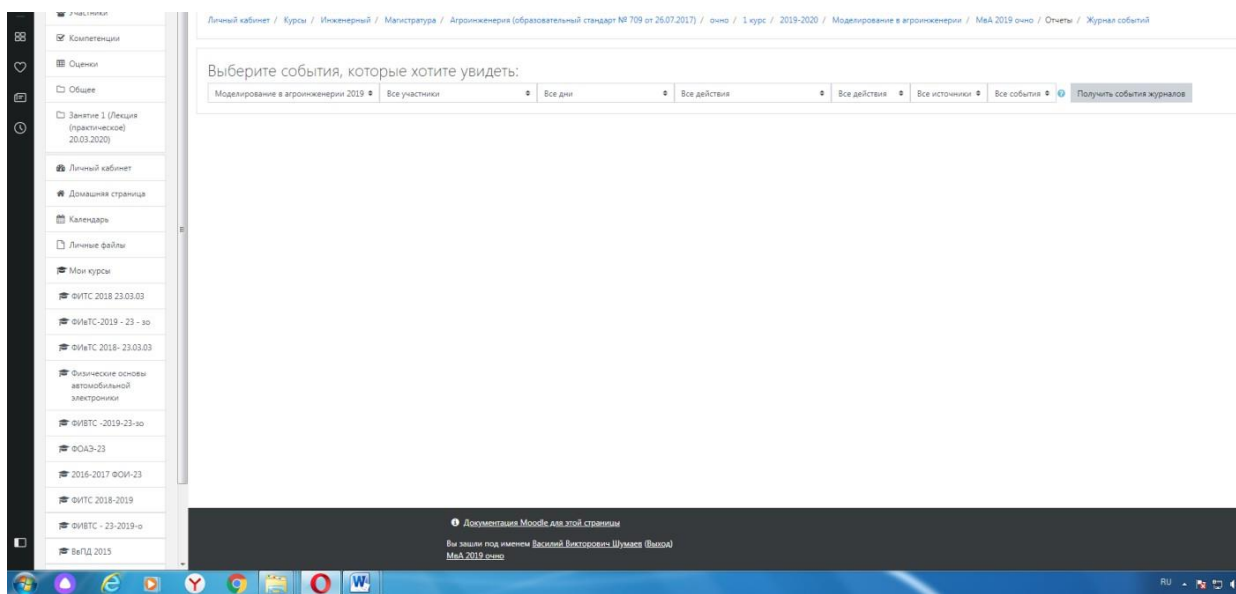 Участники
Компетенции
Оценки
Общее
Занятие 1 (Лекция
(практическое)
20.03.2020)
Личный кабинет
Домашняя страница
Календарь
Личные файлы
Мои курсы
ФИТС 2018 23.03.03
ФИвТС-2019 - 23 - зо
ФИвТС 2018- 23.03.03
Физические основы
автомобильной
электроники
ФИВТС -2019-23-зо
ФОАЭ-23
2016-2017 ФОИ-23
ФИТС 2018-2019
ФИВТС - 23-2019-о
ВвПД 2015
Личный кабинет / Курсы / Инженерный / Магистратура / Агроинженерия (образовательный стандарт № 709 от 26.07.2017) / очно / 1 курс / 2019-2020 / Моделирование в агроинженерии / МвА 2019 очно / Отчеты / Журнал событий
Выберите события, которые хотите увидеть:
Моделирование в агроинженерии 2019 Все участники Все дни Все действия Все действия Все источники Все события Получить события журналов
Документация Moodle для этой страницы
Вы зашли под именем Василий Викторович Шумаев (Выход)
МвА 2019 очно
RU